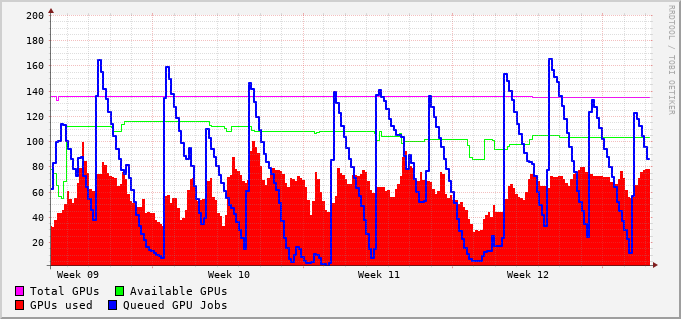 200
180
160
140
120
100
80
60
40
20
Week 09 Week 10 Week 11 Week 12
Total GPUs Available GPUs
GPUs used Queued GPU Jobs
RRDTOOL / TOBI OETIKER